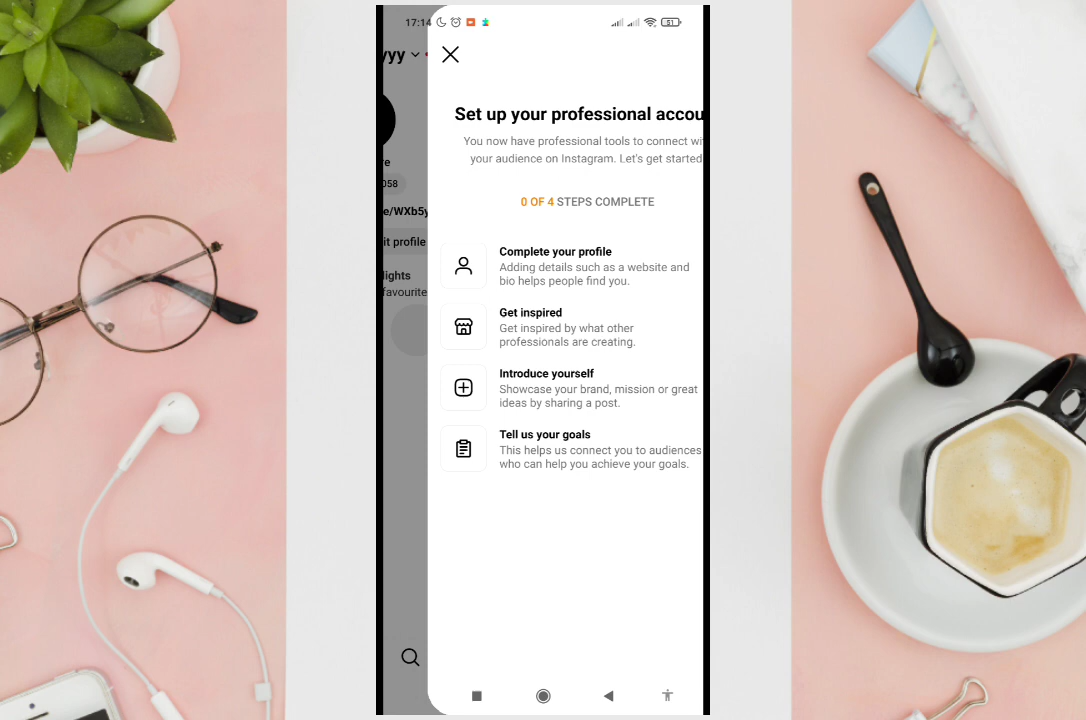 17:14
51
yyy
Set up your professional accou
You now have professional tools to connect wi
your audience on Instagram. Let's get started
0 OF 4 STEPS COMPLETE
re
058
e/WXb5y
it profile
lights
favourite
Complete your profile
Adding details such as a website and
bio helps people find you.
Get inspired
Get inspired by what other
professionals are creating.
Introduce yourself
Showcase your brand, mission or great
ideas by sharing a post.
Tell us your goals
This helps us connect you to audiences
who can help you achieve your goals.